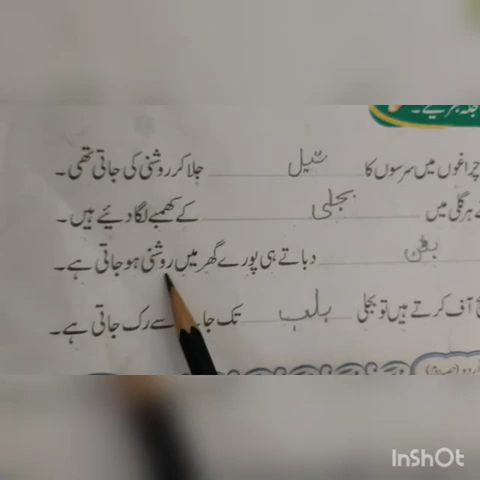 چراغوں میں سرسوں کا تیل جلا کر روشنی کی جاتی تھی۔
ہر گلی میں بجلی کے کھمبے لگا دیئے ہیں۔
بٹن دباتے ہی پورے گھر میں روشنی ہو جاتی ہے۔
آف کرتے ہیں تو بجلی بلب تک جا سے رک جاتی ہے۔
InShOt